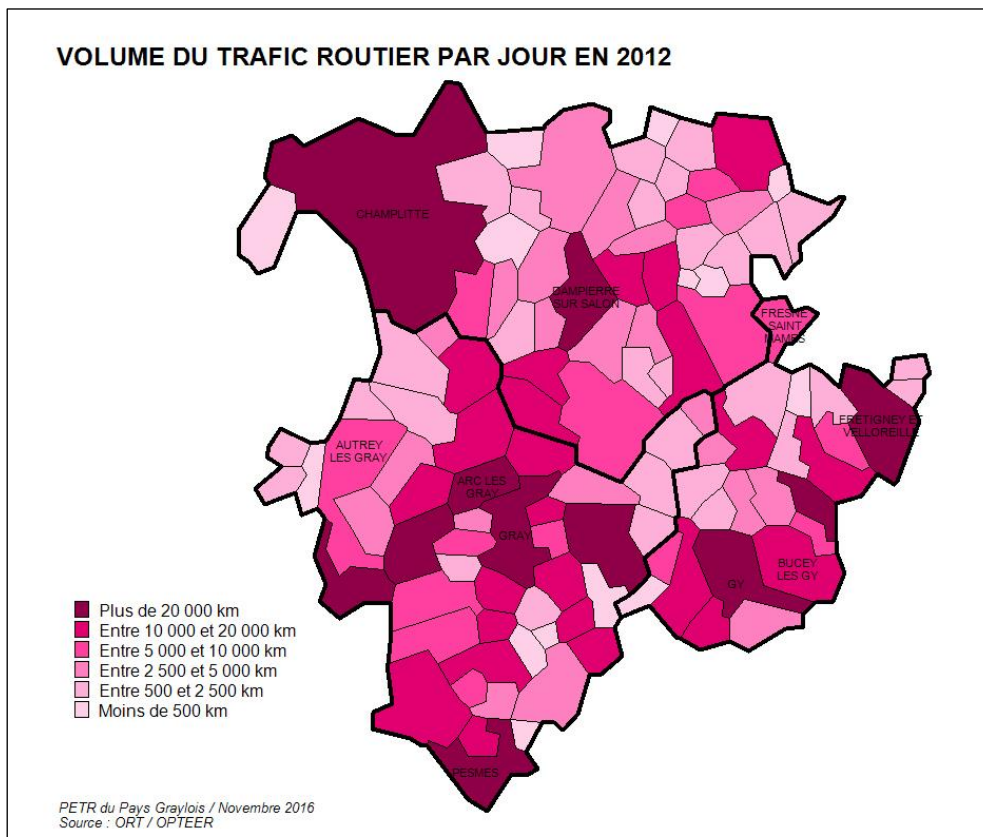 VOLUME DU TRAFIC ROUTIER PAR JOUR EN 2012
CHAMPLITTE
DAMPIERRE
SUR SALON
FRESNE
SAINT
MAMES
FRETIGNEY ET
VELLOREILLE
AUTREY
LES GRAY
ARC LES
GRAY
GRAY
BUCEY
LES GY
GY
PESMES
Plus de 20 000 km
Entre 10 000 et 20 000 km
Entre 5 000 et 10 000 km
Entre 2 500 et 5 000 km
Entre 500 et 2 500 km
Moins de 500 km
PETR du Pays Graylois / Novembre 2016
Source : ORT / OPTEER